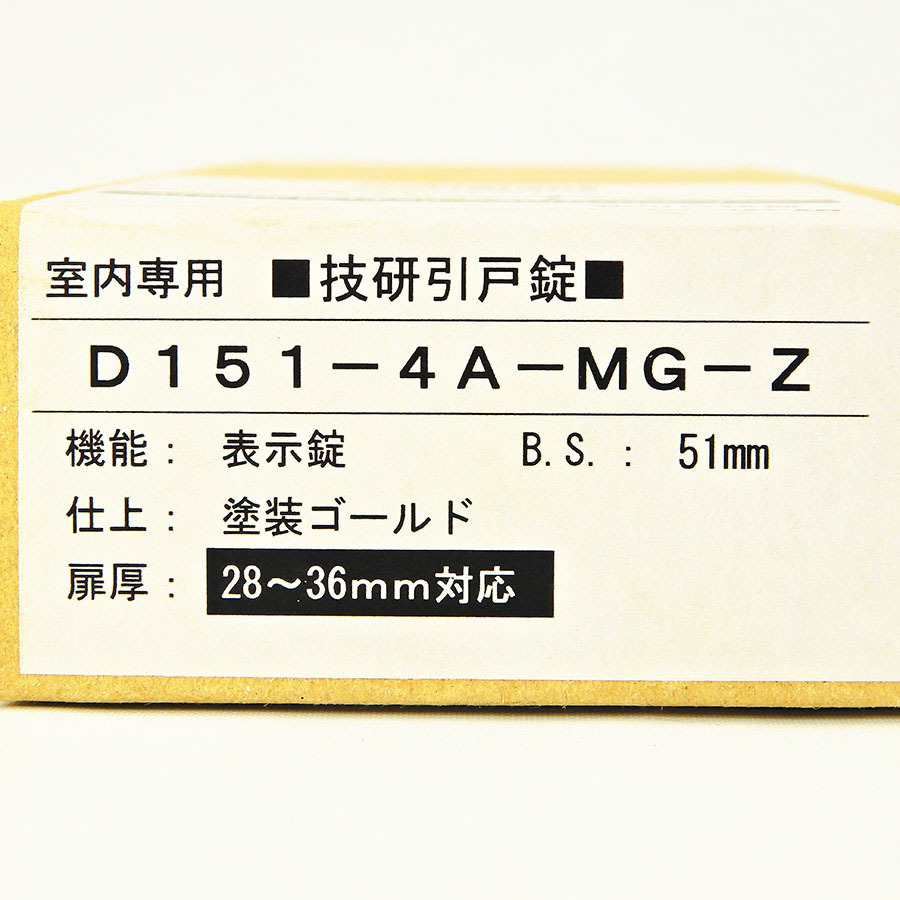 室内専用 ■技研引戸錠■
D151-4A-MG-Z
機能： 表示錠 B.S.： 51mm
仕上： 塗装ゴールド
扉厚： 28～36mm対応